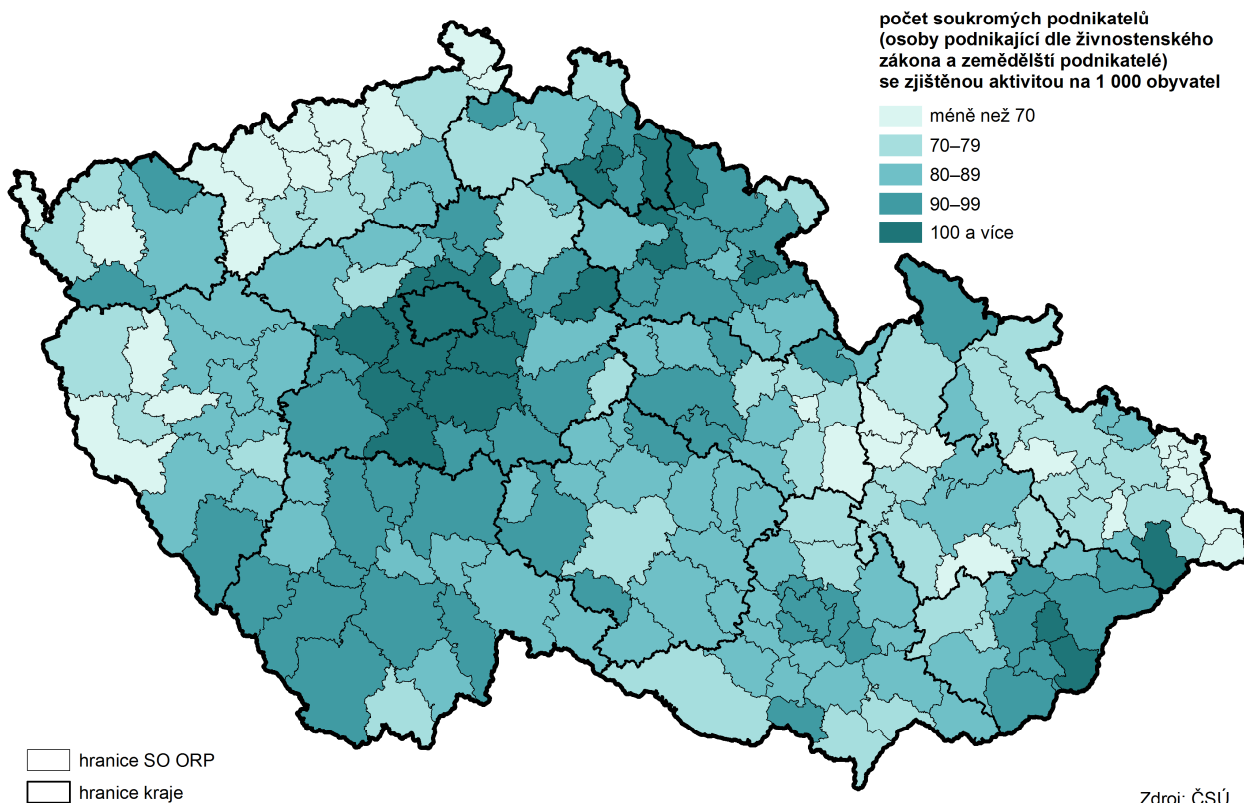 počet soukromých podnikatelů
(osoby podnikající dle živnostenského
zákona a zemědělští podnikatelé)
se zjištěnou aktivitou na 1 000 obyvatel
méně než 70
70–79
80–89
90–99
100 a více
hranice SO ORP
hranice kraje
Zdroj: ČSÚ